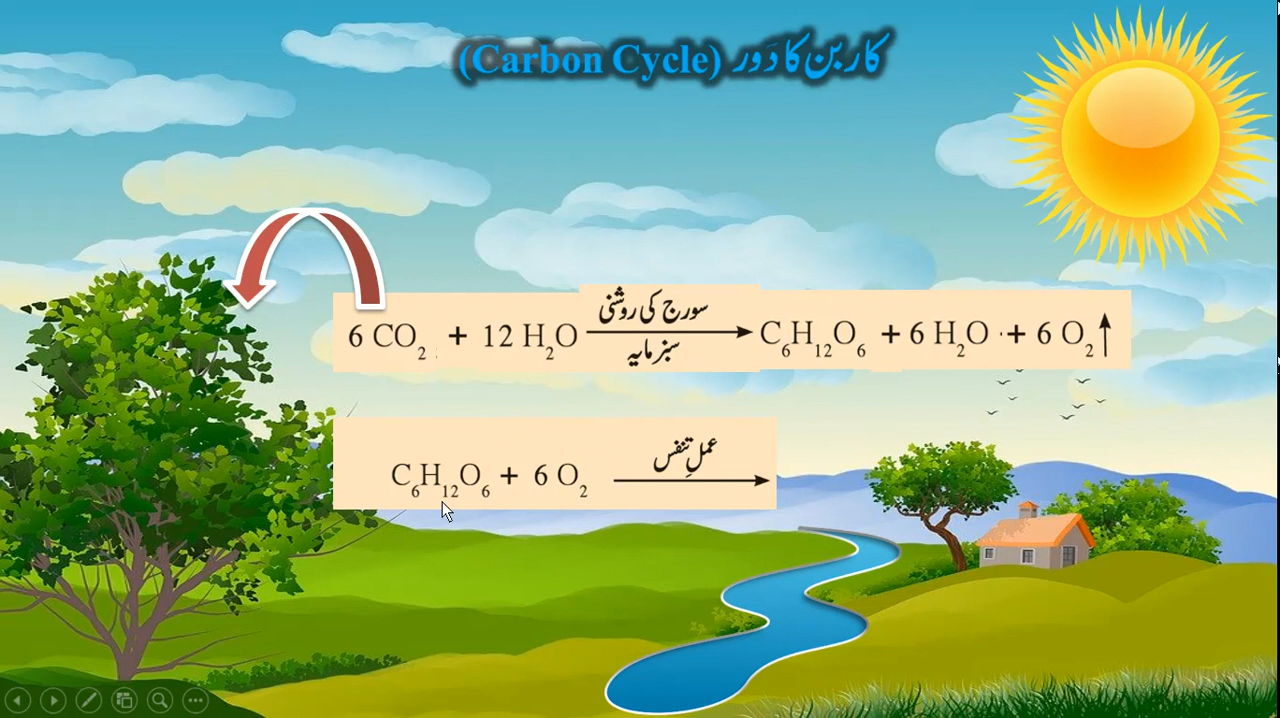 کاربن کا دَور (Carbon Cycle)
سورج کی روشنی
6 CO₂ + 12 H₂O → C₆H₁₂O₆ + 6 H₂O + 6 O₂↑
سبز مایہ
عملِ تنفس
C₆H₁₂O₆ + 6 O₂ →